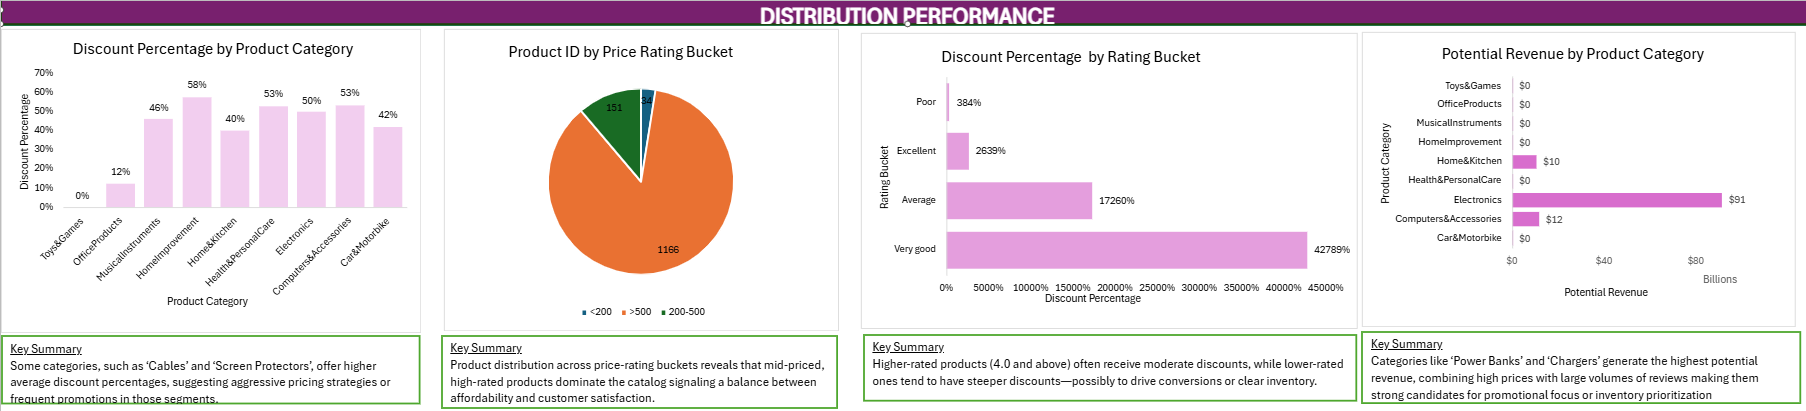 DISTRIBUTION PERFORMANCE
Discount Percentage by Product Category
Discount Percentage
70%
60%
50%
40%
30%
20%
10%
0%
0%
12%
46%
58%
40%
53%
50%
53%
42%
Toys&Games
OfficeProducts
MusicalInstruments
HomeImprovement
Home&Kitchen
Health&PersonalCare
Electronics
Computers&Accessories
Car&Motorbike
Product Category
Key Summary
Some categories, such as ‘Cables’ and ‘Screen Protectors’, offer higher
average discount percentages, suggesting aggressive pricing strategies or
frequent promotions in those segments.
Product ID by Price Rating Bucket
34
151
1166
<200
>500
200-500
Key Summary
Product distribution across price-rating buckets reveals that mid-priced,
high-rated products dominate the catalog signaling a balance between
affordability and customer satisfaction.
Discount Percentage by Rating Bucket
Rating Bucket
Poor 384%
Excellent 2639%
Average 17260%
Very good 42789%
0% 5000% 10000% 15000% 20000% 25000% 30000% 35000% 40000% 45000%
Discount Percentage
Key Summary
Higher-rated products (4.0 and above) often receive moderate discounts, while lower-rated
ones tend to have steeper discounts—possibly to drive conversions or clear inventory.
Potential Revenue by Product Category
Product Category
Toys&Games $0
OfficeProducts $0
MusicalInstruments $0
HomeImprovement $0
Home&Kitchen $10
Health&PersonalCare $0
Electronics $91
Computers&Accessories $12
Car&Motorbike $0
$0 $40 $80
Billions
Potential Revenue
Key Summary
Categories like ‘Power Banks’ and ‘Chargers’ generate the highest potential
revenue, combining high prices with large volumes of reviews making them
strong candidates for promotional focus or inventory prioritization